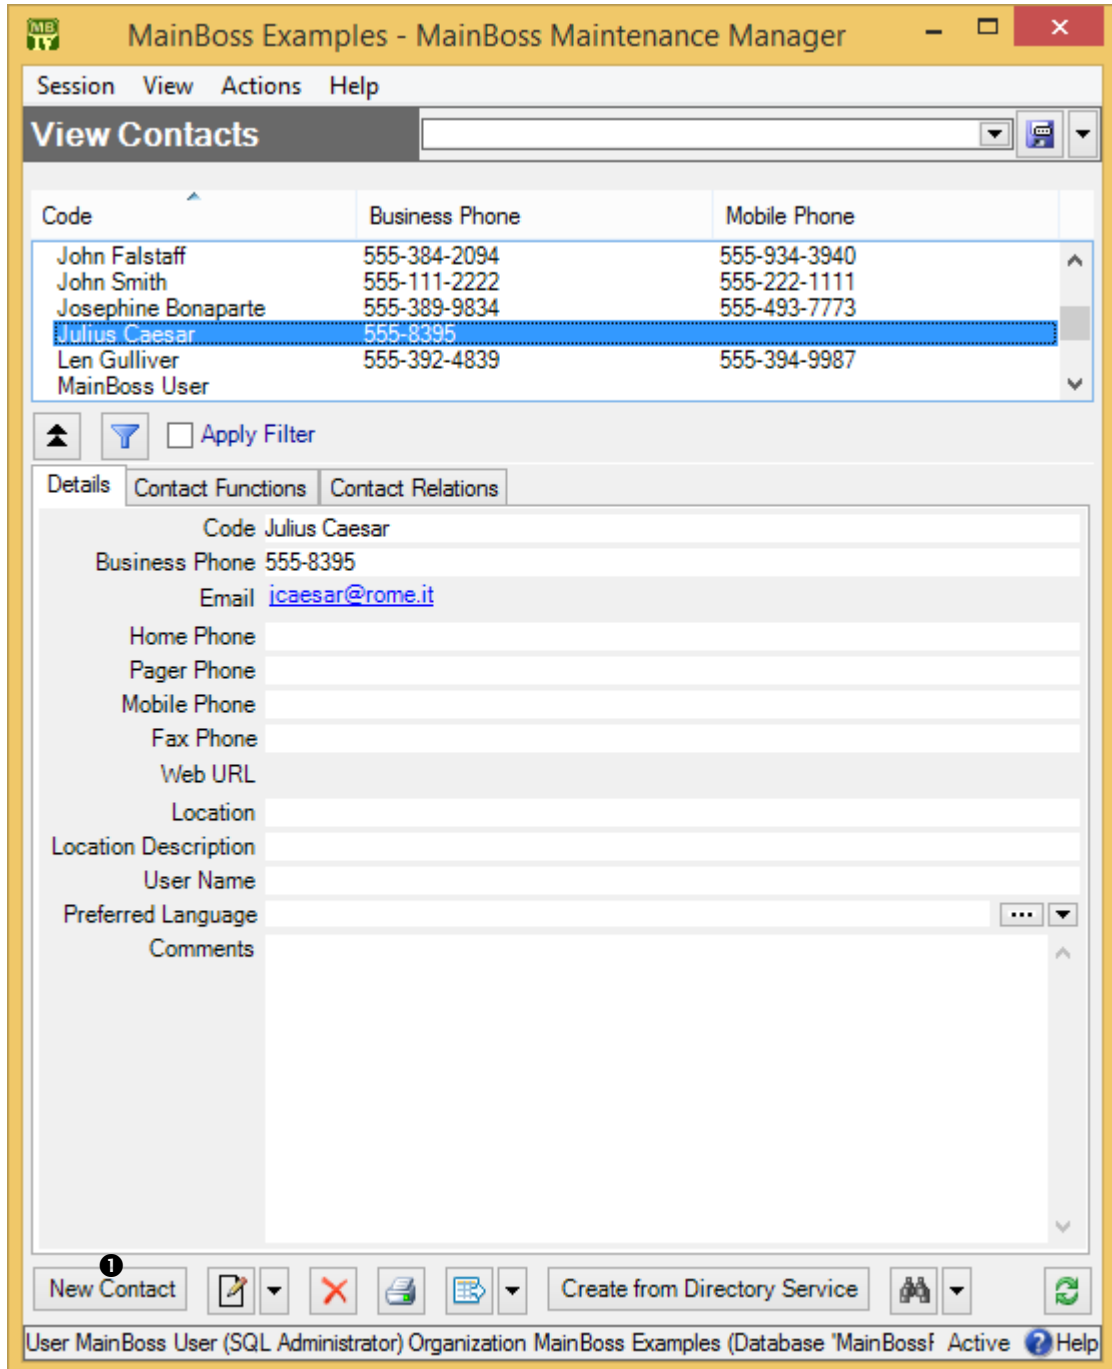 MB
MainBoss Examples - MainBoss Maintenance Manager
Session View Actions Help
View Contacts
Code Business Phone Mobile Phone
John Falstaff 555-384-2094 555-934-3940
John Smith 555-111-2222 555-222-1111
Josephine Bonaparte 555-389-9834 555-493-7773
Julius Caesar 555-8395
Len Gulliver 555-392-4839 555-394-9987
MainBoss User
Apply Filter
Details Contact Functions Contact Relations
Code Julius Caesar
Business Phone 555-8395
Email jcaesar@rome.it
Home Phone
Pager Phone
Mobile Phone
Fax Phone
Web URL
Location
Location Description
User Name
Preferred Language ...
Comments
❶
New Contact Create from Directory Service
User MainBoss User (SQL Administrator) Organization MainBoss Examples (Database 'MainBossF Active Help